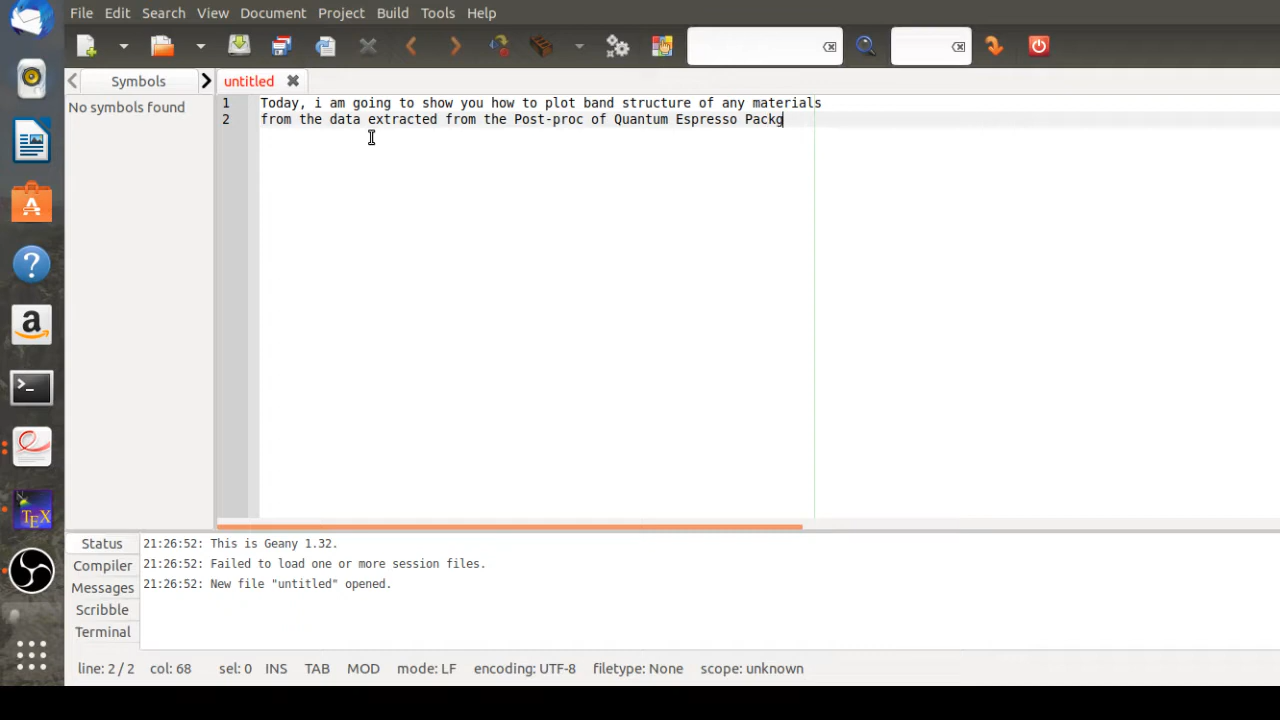 File Edit Search View Document Project Build Tools Help
Symbols
untitled
No symbols found
1 Today, i am going to show you how to plot band structure of any materials
2 from the data extracted from the Post-proc of Quantum Espresso Packg
Status
21:26:52: This is Geany 1.32.
Compiler
21:26:52: Failed to load one or more session files.
Messages
21:26:52: New file "untitled" opened.
Scribble
Terminal
line: 2 / 2 col: 68 sel: 0 INS TAB MOD mode: LF encoding: UTF-8 filetype: None scope: unknown
A
?
a
>_
TEX